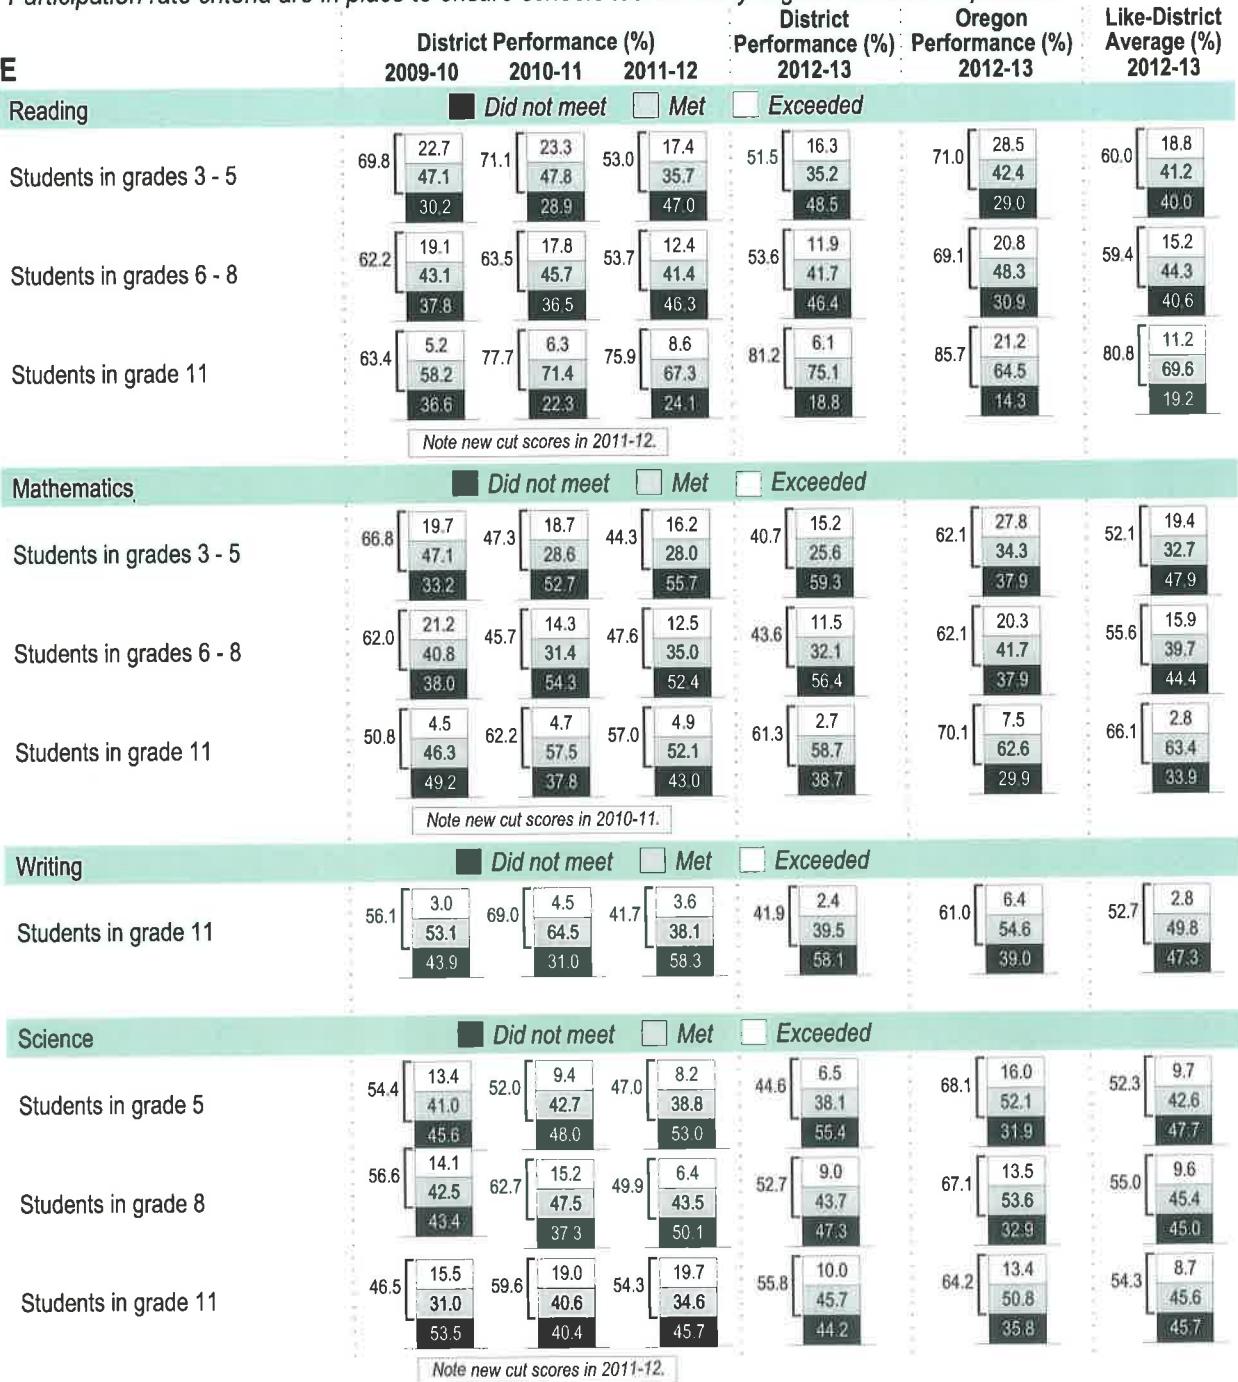 Participation rate criteria are in place to ensure schools
District Oregon Like-District
District Performance (%) Performance (%) Performance (%) Average (%)
E 2009-10 2010-11 2011-12 2012-13 2012-13 2012-13
Reading Did not meet Met Exceeded
22.7 23.3 17.4 16.3 28.5 18.8
69.8 71.1 53.0 51.5 71.0 60.0
Students in grades 3 - 5 47.1 47.8 35.7 35.2 42.4 41.2
30.2 28.9 47.0 48.5 29.0 40.0
19.1 17.8 12.4 11.9 20.8 15.2
62.2 63.5 53.7 53.6 69.1 59.4
Students in grades 6 - 8 43.1 45.7 41.4 41.7 48.3 44.3
37.8 36.5 46.3 46.4 30.9 40.6
5.2 6.3 8.6 6.1 21.2 11.2
63.4 77.7 75.9 81.2 85.7 80.8
Students in grade 11 58.2 71.4 67.3 75.1 64.5 69.6
36.6 22.3 24.1 18.8 14.3 19.2
Note new cut scores in 2011-12.
Mathematics Did not meet Met Exceeded
19.7 18.7 16.2 15.2 27.8 19.4
66.8 47.3 44.3 40.7 62.1 52.1
Students in grades 3 - 5 47.1 28.6 28.0 25.6 34.3 32.7
33.2 52.7 55.7 59.3 37.9 47.9
21.2 14.3 12.5 11.5 20.3 15.9
62.0 45.7 47.6 43.6 62.1 55.6
Students in grades 6 - 8 40.8 31.4 35.0 32.1 41.7 39.7
38.0 54.3 52.4 56.4 37.9 44.4
4.5 4.7 4.9 2.7 7.5 2.8
50.8 62.2 57.0 61.3 70.1 66.1
Students in grade 11 46.3 57.5 52.1 58.7 62.6 63.4
49.2 37.8 43.0 38.7 29.9 33.9
Note new cut scores in 2010-11.
Writing Did not meet Met Exceeded
3.0 4.5 3.6 2.4 6.4 2.8
56.1 69.0 41.7 41.9 61.0 52.7
Students in grade 11 53.1 64.5 38.1 39.5 54.6 49.8
43.9 31.0 58.3 58.1 39.0 47.3
Science Did not meet Met Exceeded
13.4 9.4 8.2 6.5 16.0 9.7
54.4 52.0 47.0 44.6 68.1 52.3
Students in grade 5 41.0 42.7 38.8 38.1 52.1 42.6
45.6 48.0 53.0 55.4 31.9 47.7
14.1 15.2 6.4 9.0 13.5 9.6
56.6 62.7 49.9 52.7 67.1 55.0
Students in grade 8 42.5 47.5 43.5 43.7 53.6 45.4
43.4 37.3 50.1 47.3 32.9 45.0
15.5 19.0 19.7 10.0 13.4 8.7
46.5 59.6 54.3 55.8 64.2 54.3
Students in grade 11 31.0 40.6 34.6 45.7 50.8 45.6
53.5 40.4 45.7 44.2 35.8 45.7
Note new cut scores in 2011-12.